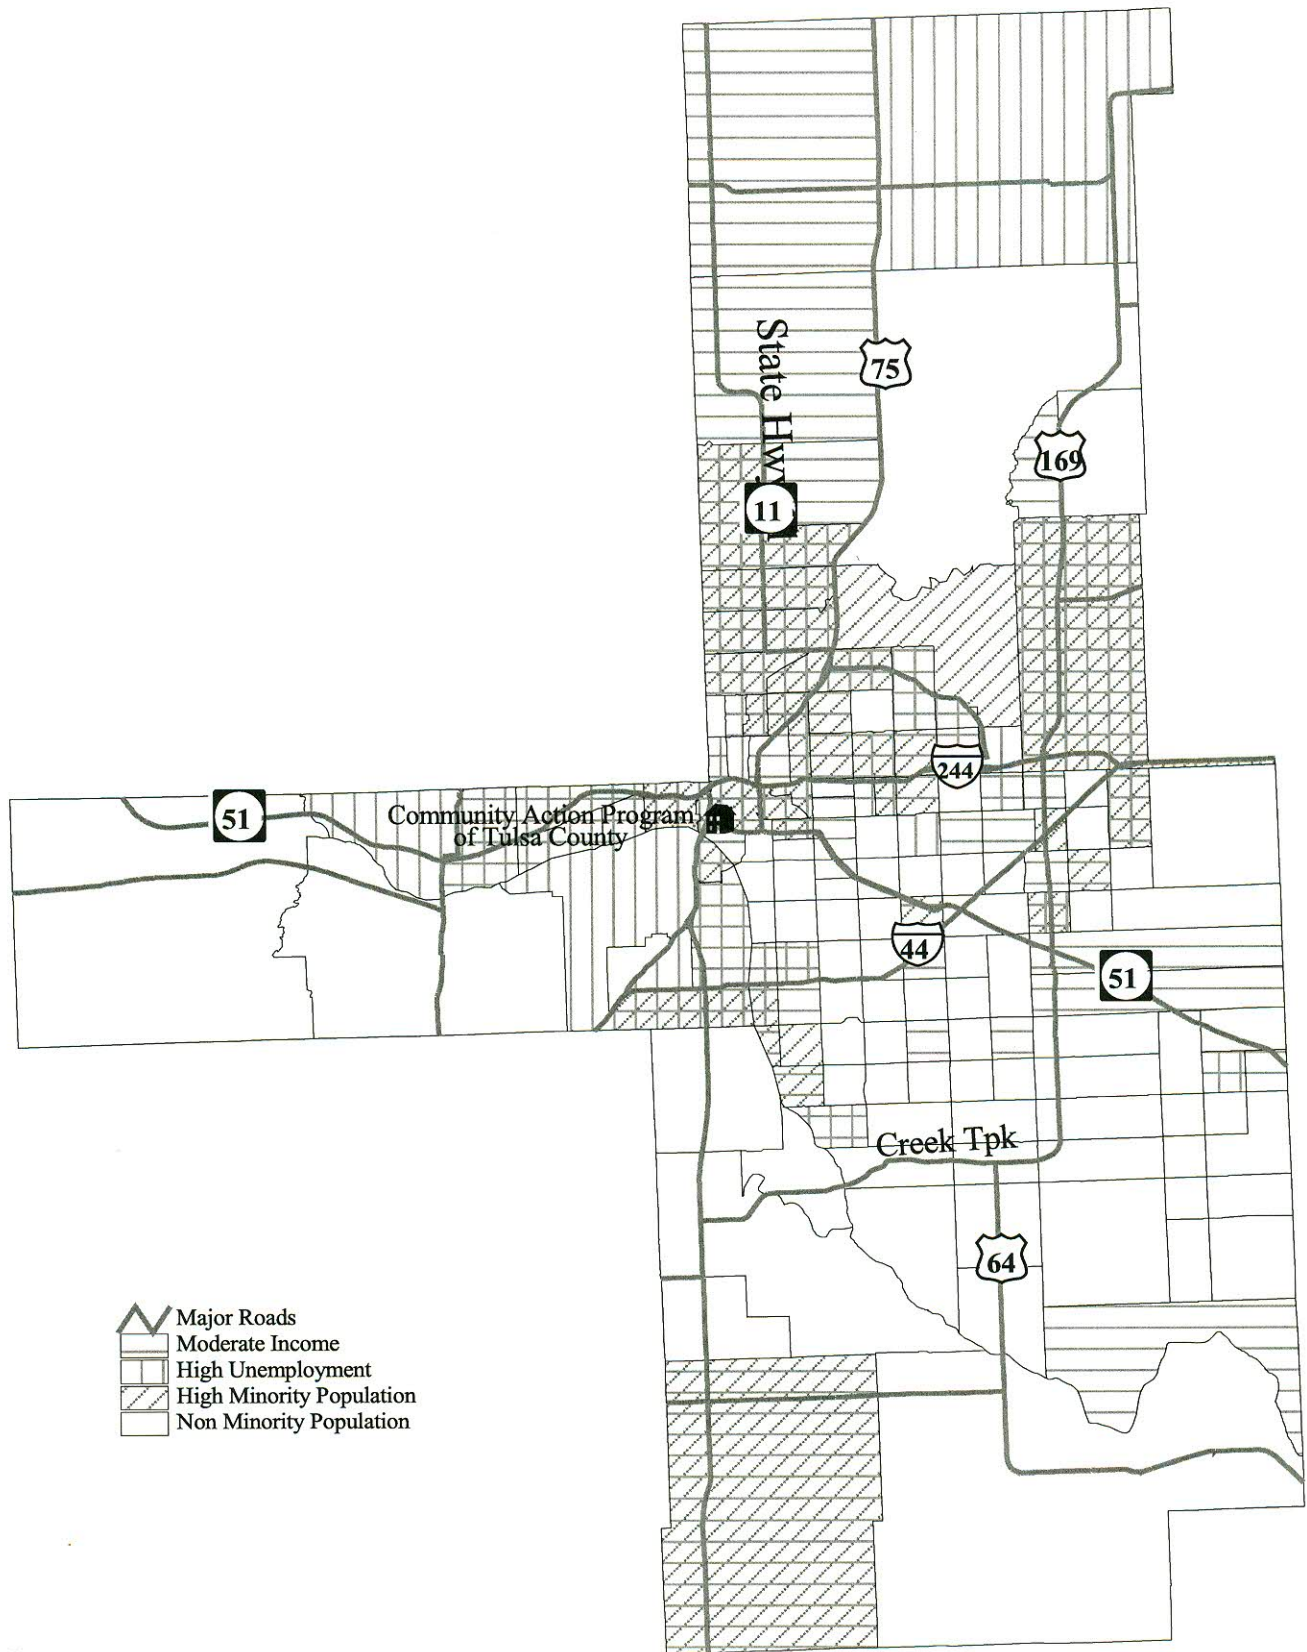 State Hwy
75
169
11
244
51
Community Action Program
of Tulsa County
44
51
Creek Tpk
64
Major Roads
Moderate Income
High Unemployment
High Minority Population
Non Minority Population